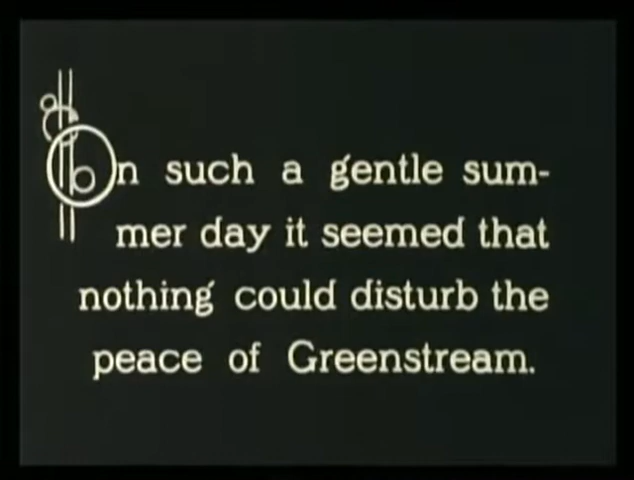 On such a gentle sum-
mer day it seemed that
nothing could disturb the
peace of Greenstream.